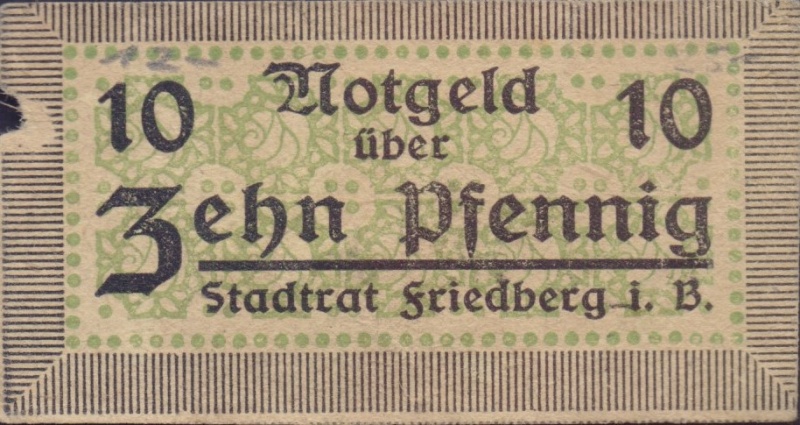 10 Notgeld 10
über
Zehn Pfennig
Stadtrat Friedberg i. B.